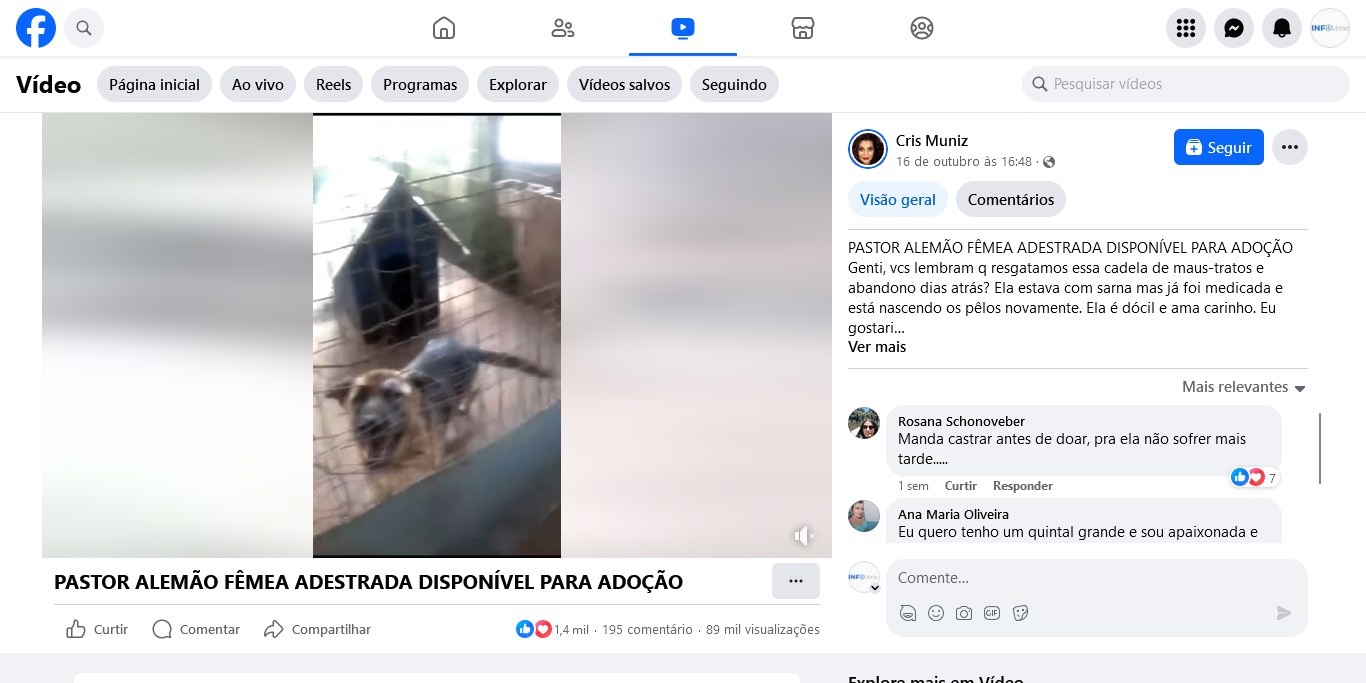 INFOVerse
Vídeo
Página inicial
Ao vivo
Reels
Programas
Explorar
Vídeos salvos
Seguindo
Pesquisar vídeos
Cris Muniz
16 de outubro às 16:48 ·
Seguir
Visão geral
Comentários
PASTOR ALEMÃO FÊMEA ADESTRADA DISPONÍVEL PARA ADOÇÃO
Genti, vcs lembram q resgatamos essa cadela de maus-tratos e
abandono dias atrás? Ela estava com sarna mas já foi medicada e
está nascendo os pêlos novamente. Ela é dócil e ama carinho. Eu
gostari...
Ver mais
Mais relevantes
Rosana Schonoveber
Manda castrar antes de doar, pra ela não sofrer mais
tarde.....
7
1 sem Curtir Responder
Ana Maria Oliveira
Eu quero tenho um quintal grande e sou apaixonada e
INFOVerse
Comente...
GIF
PASTOR ALEMÃO FÊMEA ADESTRADA DISPONÍVEL PARA ADOÇÃO
Curtir
Comentar
Compartilhar
1,4 mil · 195 comentário · 89 mil visualizações
Explore mais em Vídeo